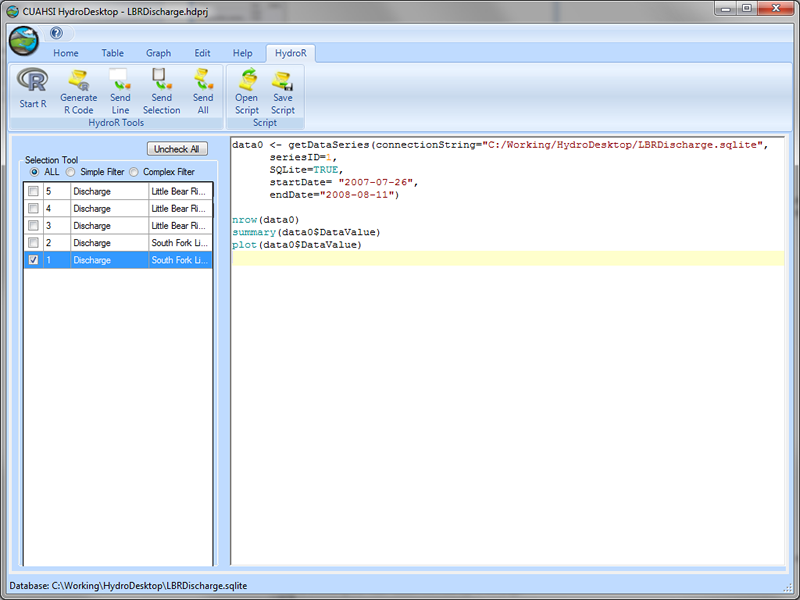 CUAHSI HydroDesktop - LBRDischarge.hdprj
Home Table Graph Edit Help HydroR
Start R
Generate R Code
Send Line
Send Selection
Send All
HydroR Tools
Open Script
Save Script
Script
Uncheck All
Selection Tool
ALL Simple Filter Complex Filter
5 Discharge Little Bear Ri...
4 Discharge Little Bear Ri...
3 Discharge Little Bear Ri...
2 Discharge South Fork Li...
1 Discharge South Fork Li...
data0 <- getDataSeries(connectionString="C:/Working/HydroDesktop/LBRDischarge.sqlite",
seriesID=1,
SQLite=TRUE,
startDate= "2007-07-26",
endDate="2008-08-11")
nrow(data0)
summary(data0$DataValue)
plot(data0$DataValue)
Database: C:\Working\HydroDesktop\LBRDischarge.sqlite